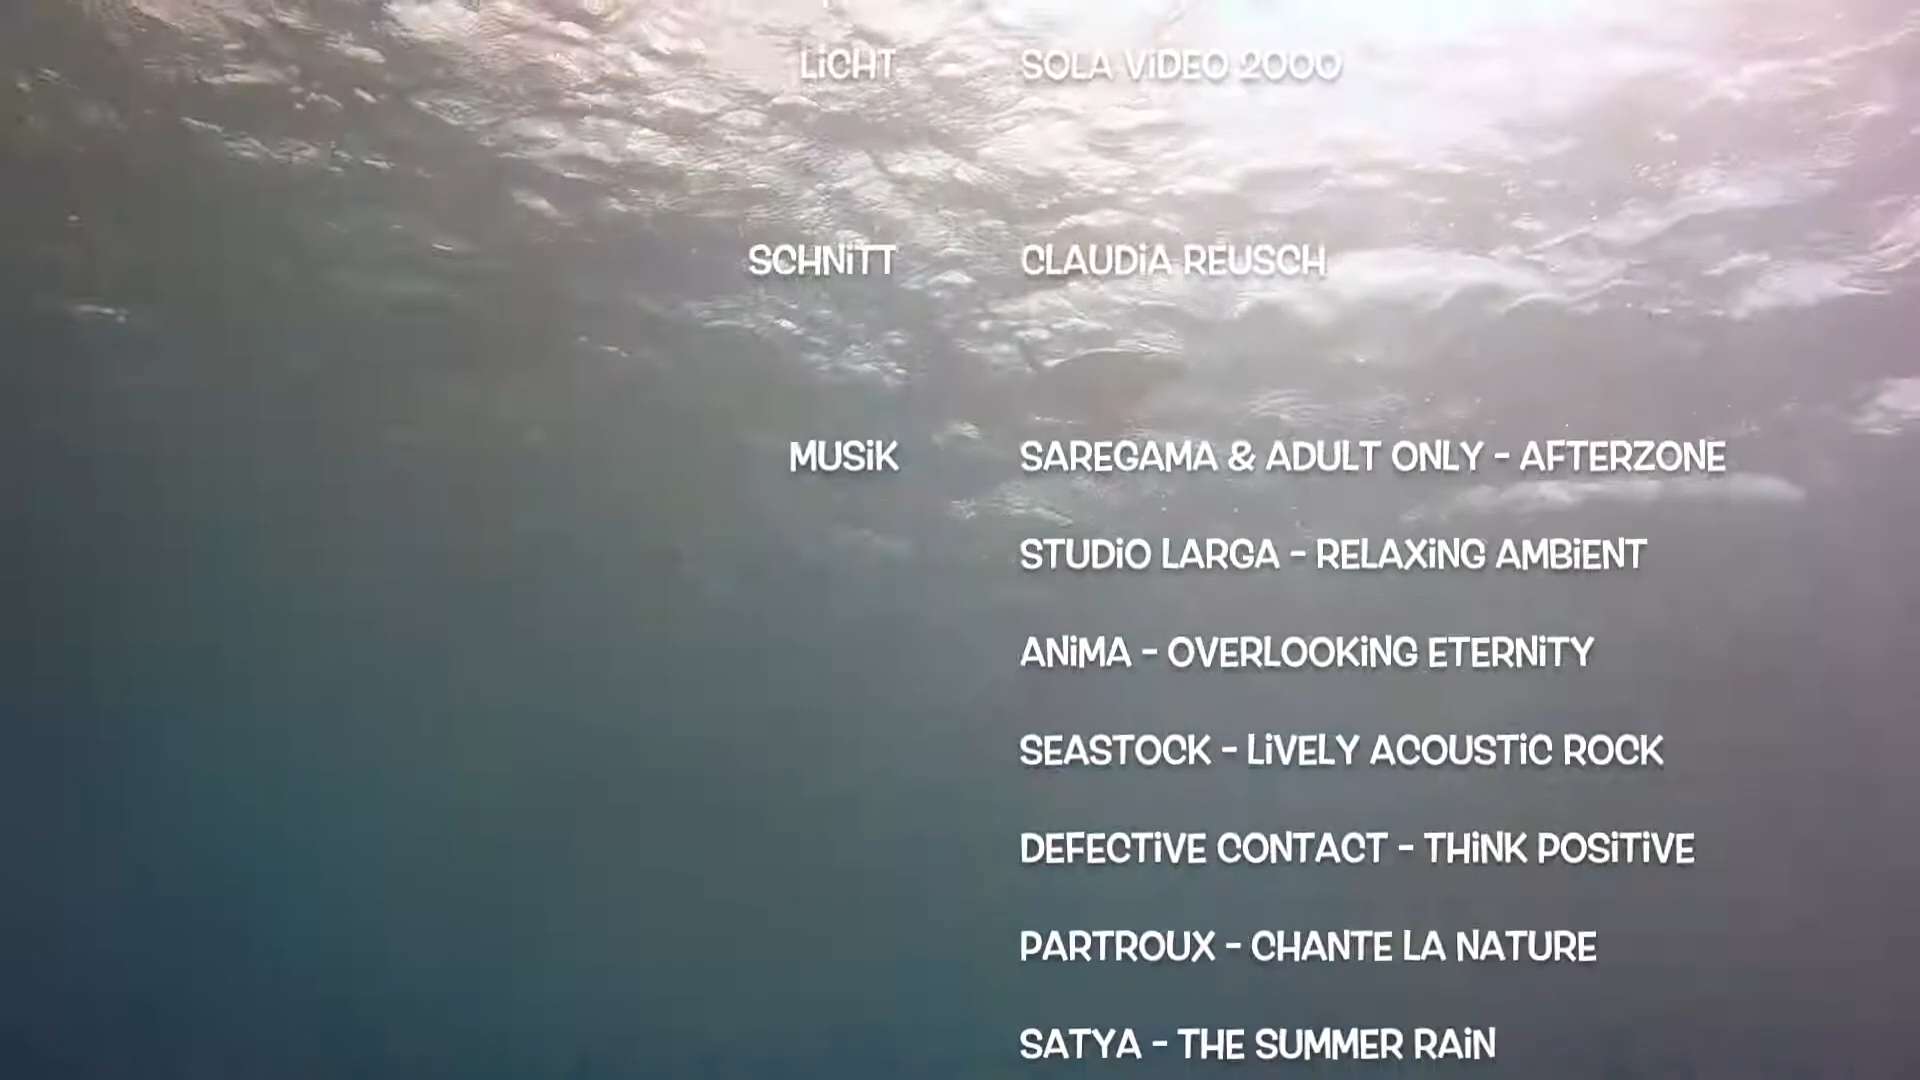 LiCHT SOLA ViDEO 2000
SCHNiTT CLAUDiA REUSCH
MUSiK SAREGAMA & ADULT ONLY - AFTERZONE
STUDiO LARGA - RELAXiNG AMBiENT
ANiMA - OVERLOOKiNG ETERNiTY
SEASTOCK - LiVELY ACOUSTiC ROCK
DEFECTiVE CONTACT - THiNK POSiTiVE
PARTROUX - CHANTE LA NATURE
SATYA - THE SUMMER RAiN